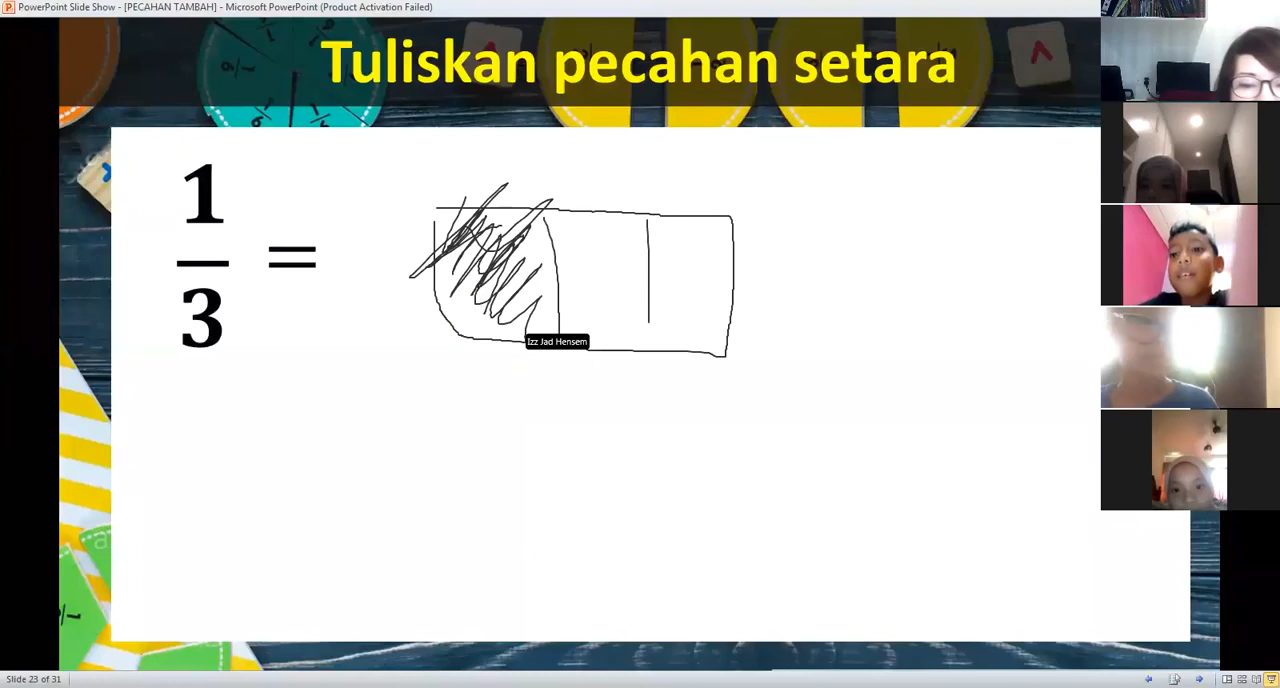 PowerPoint Slide Show - [PECAHAN TAMBAH] - Microsoft PowerPoint (Product Activation Failed)
Tuliskan pecahan setara
1
3
=
Izz Jad Hensem
Slide 23 of 31